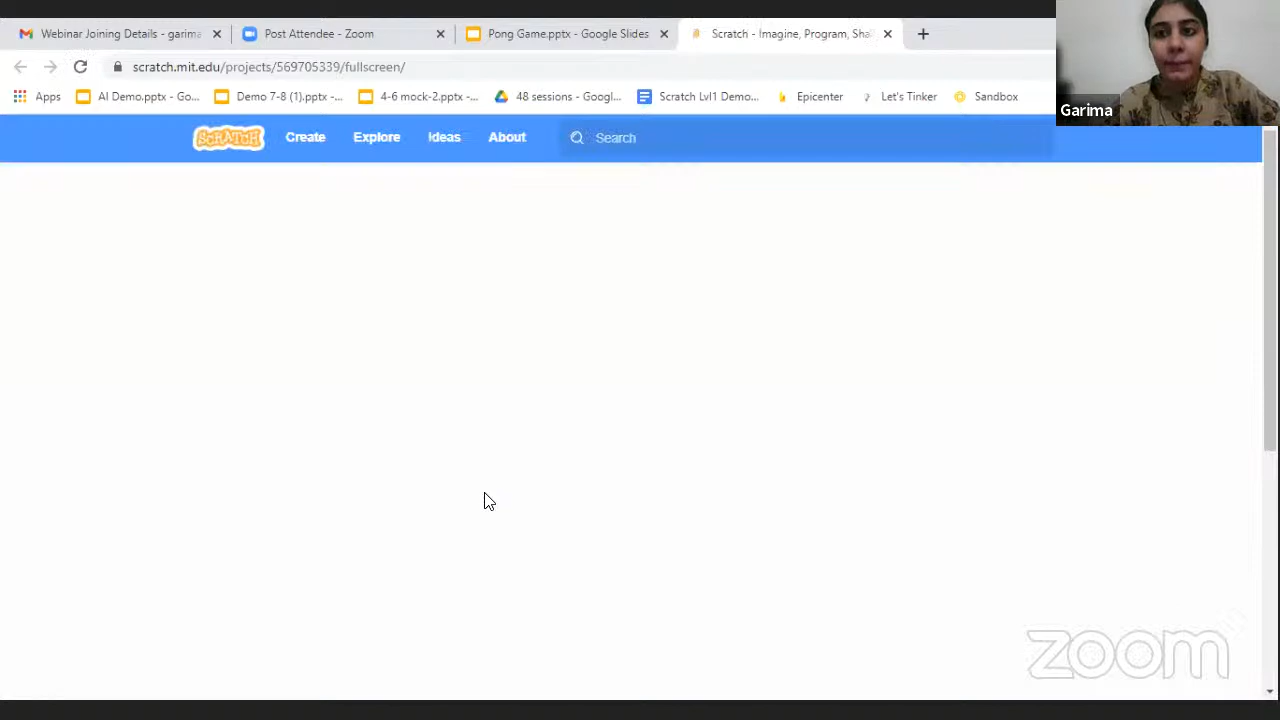 Webinar Joining Details - garima
Post Attendee - Zoom
Pong Game.pptx - Google Slides
Scratch - Imagine, Program, Sha
scratch.mit.edu/projects/569705339/fullscreen/
Apps
AI Demo.pptx - Go...
Demo 7-8 (1).pptx -...
4-6 mock-2.pptx -...
48 sessions - Googl...
Scratch Lvl1 Demo...
Epicenter
Let's Tinker
Sandbox
Garima
SCRATCH
Create
Explore
Ideas
About
Search
zoom